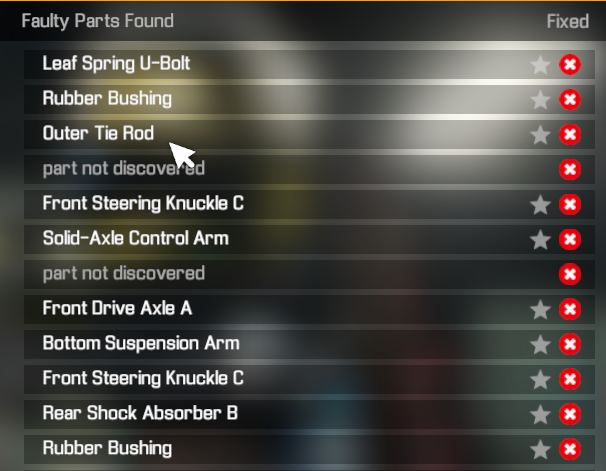 Faulty Parts Found Fixed
Leaf Spring U-Bolt
Rubber Bushing
Outer Tie Rod
part not discovered
Front Steering Knuckle C
Solid-Axle Control Arm
part not discovered
Front Drive Axle A
Bottom Suspension Arm
Front Steering Knuckle C
Rear Shock Absorber B
Rubber Bushing